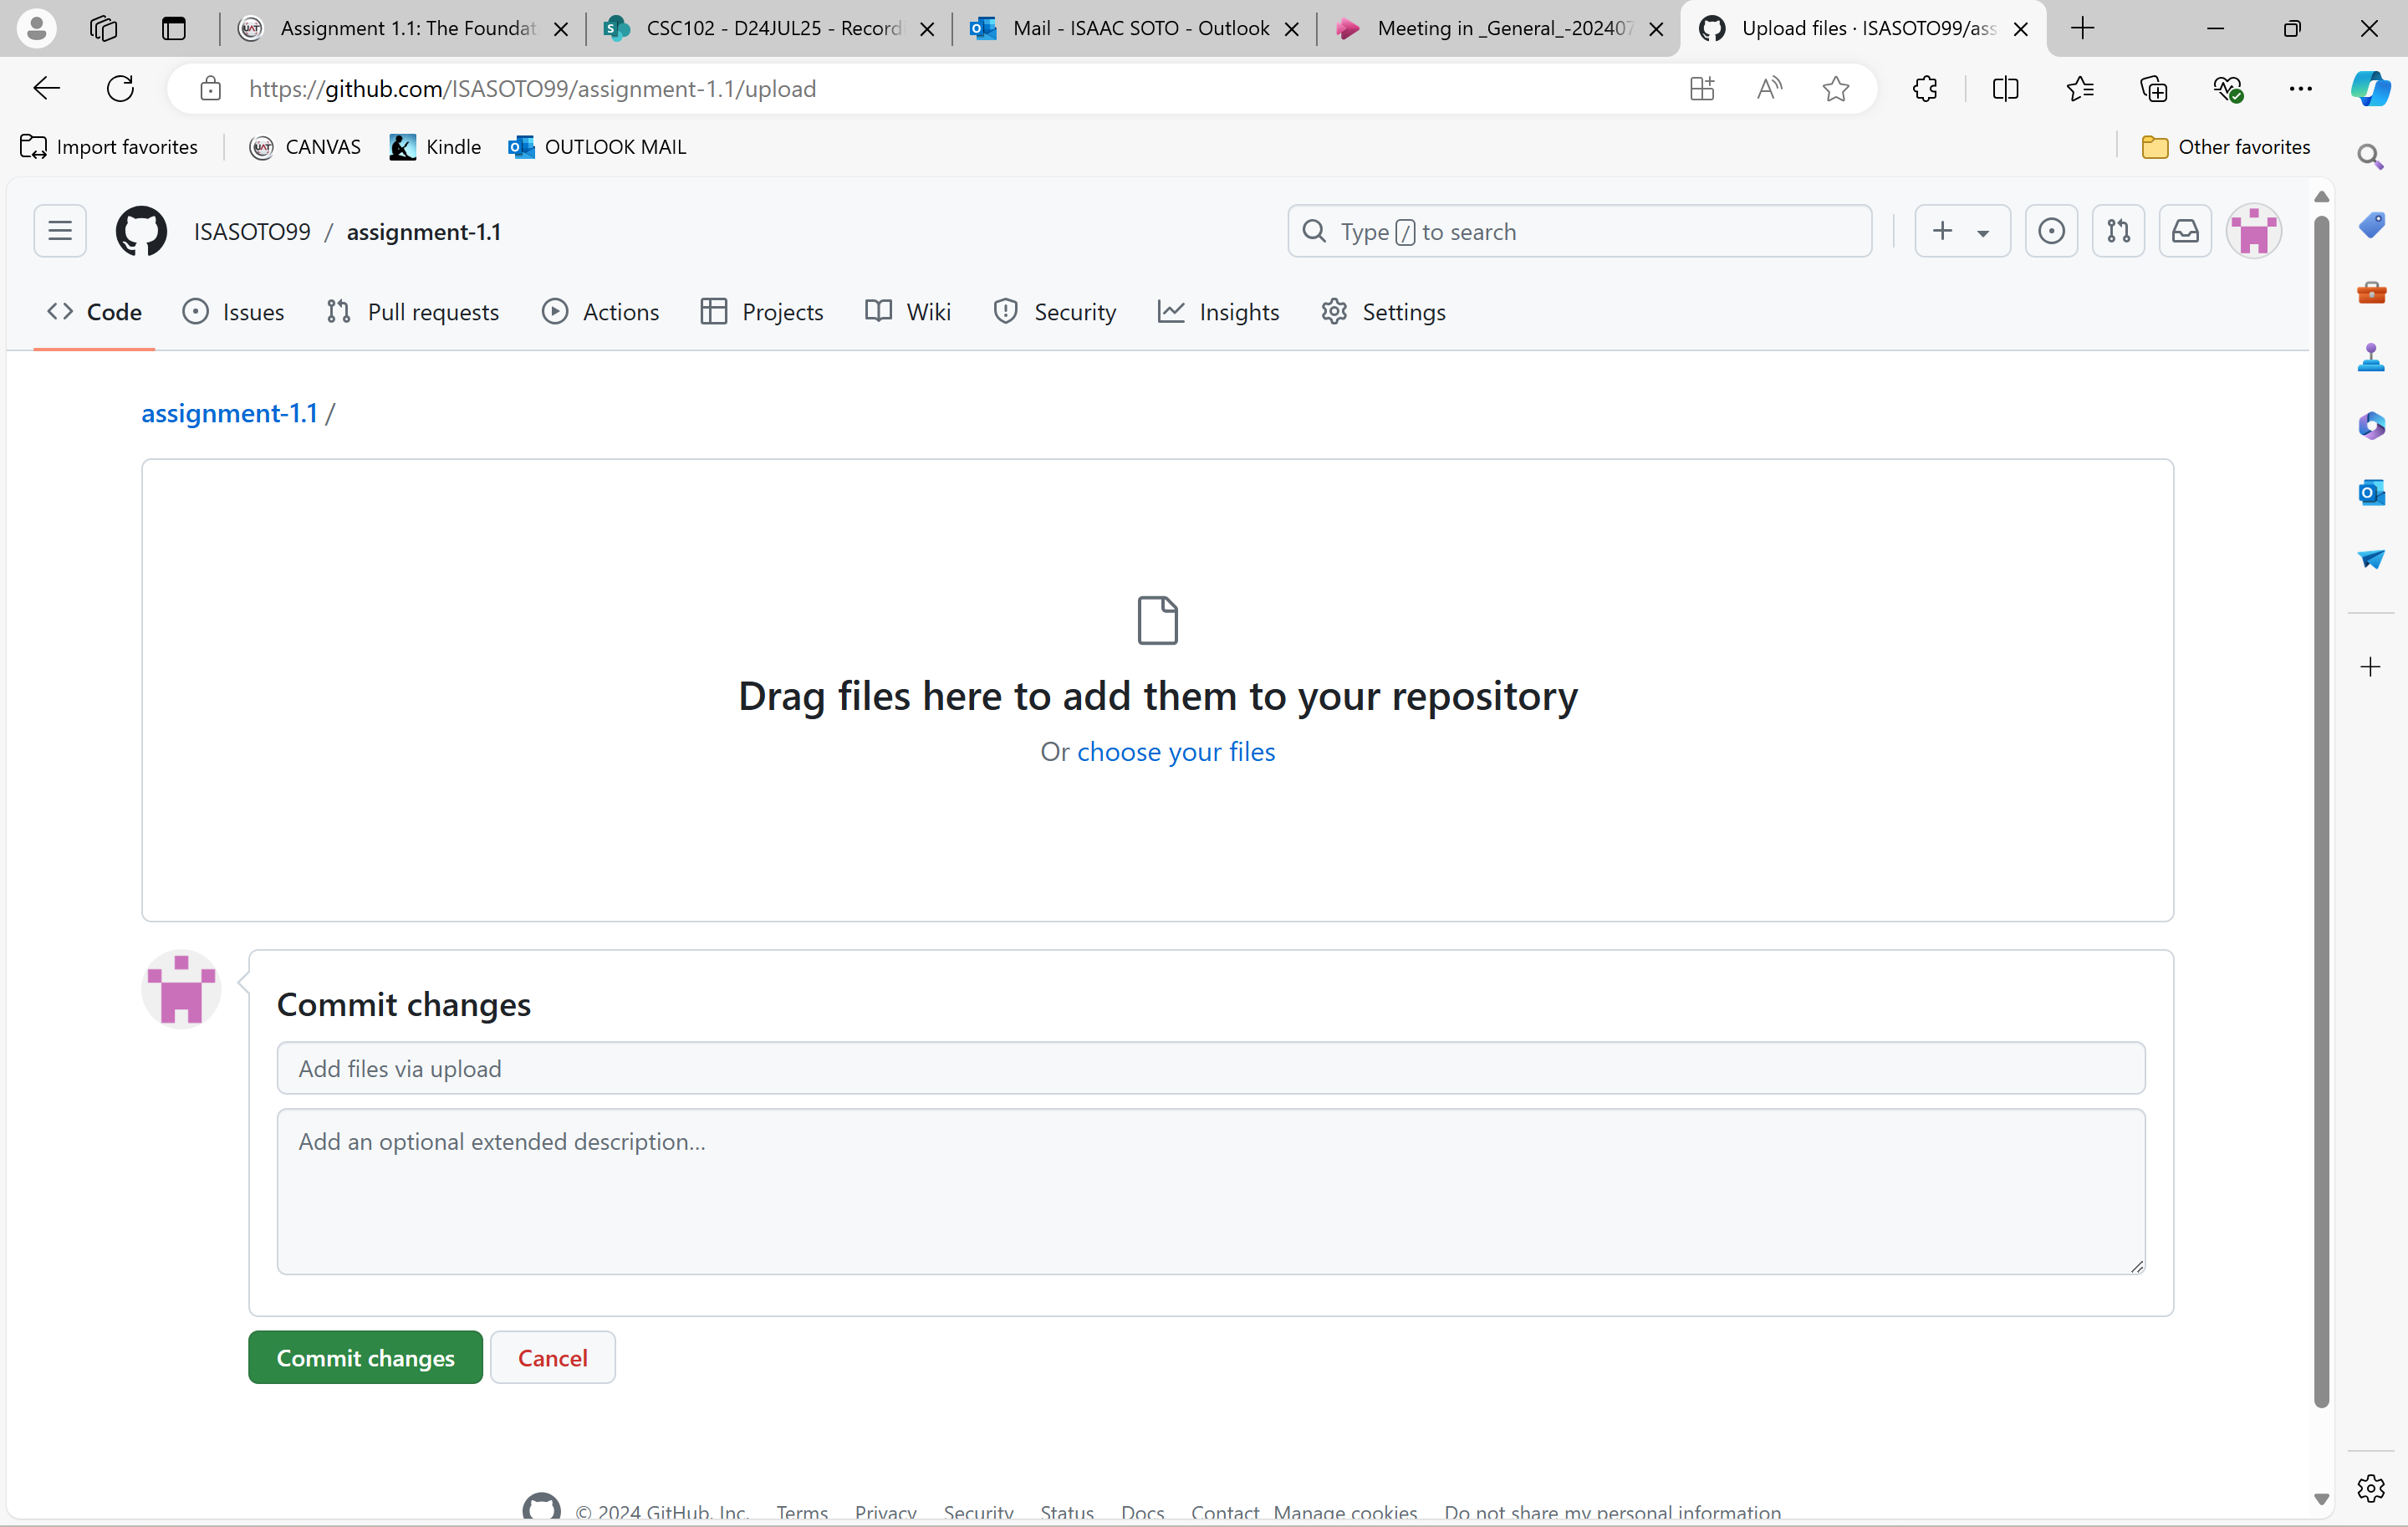 Assignment 1.1: The Foundat
CSC102 - D24JUL25 - Record
Mail - ISAAC SOTO - Outlook
Meeting in _General_-202407
Upload files · ISASOTO99/ass
https://github.com/ISASOTO99/assignment-1.1/upload
Import favorites
CANVAS
Kindle
OUTLOOK MAIL
Other favorites
ISASOTO99 / assignment-1.1
Type / to search
Code
Issues
Pull requests
Actions
Projects
Wiki
Security
Insights
Settings
assignment-1.1 /
Drag files here to add them to your repository
Or choose your files
Commit changes
Add files via upload
Add an optional extended description...
Commit changes
Cancel
© 2024 GitHub, Inc. Terms Privacy Security Status Docs Contact Manage cookies Do not share my personal information